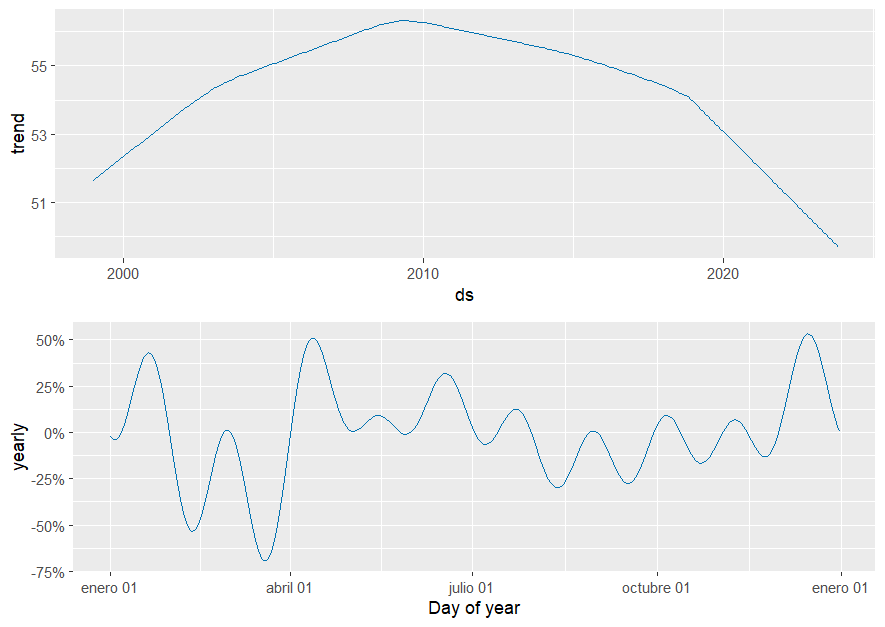 55
53
51
trend
2000 2010 2020
ds
50%
25%
0%
-25%
-50%
-75%
yearly
enero 01 abril 01 julio 01 octubre 01 enero 01
Day of year